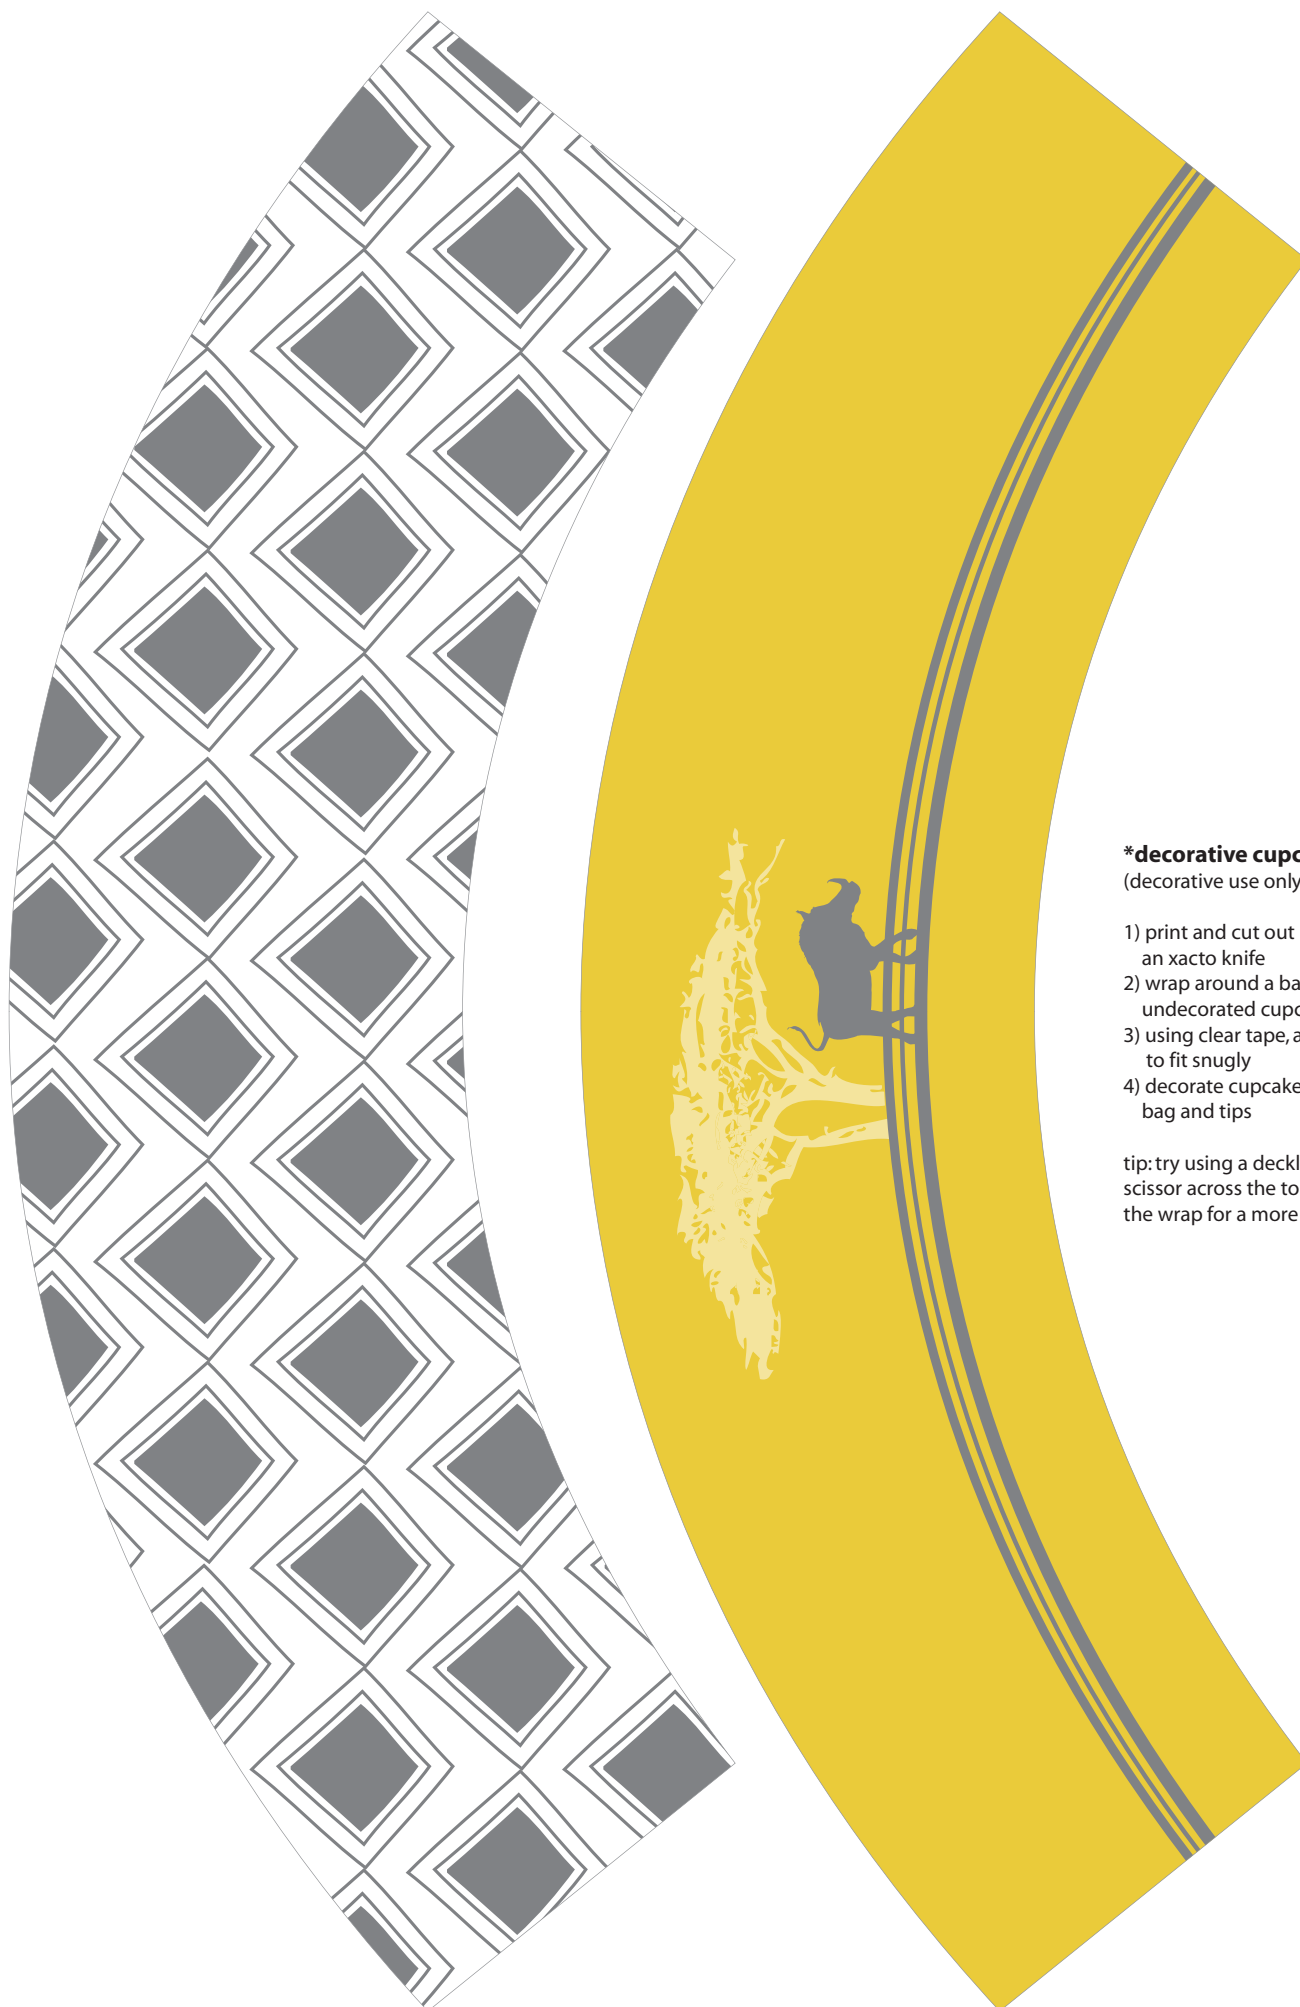 *decorative cupc
(decorative use only
1) print and cut out
an xacto knife
2) wrap around a ba
undecorated cupc
3) using clear tape, a
to fit snugly
4) decorate cupcake
bag and tips
tip: try using a deckl
scissor across the to
the wrap for a more